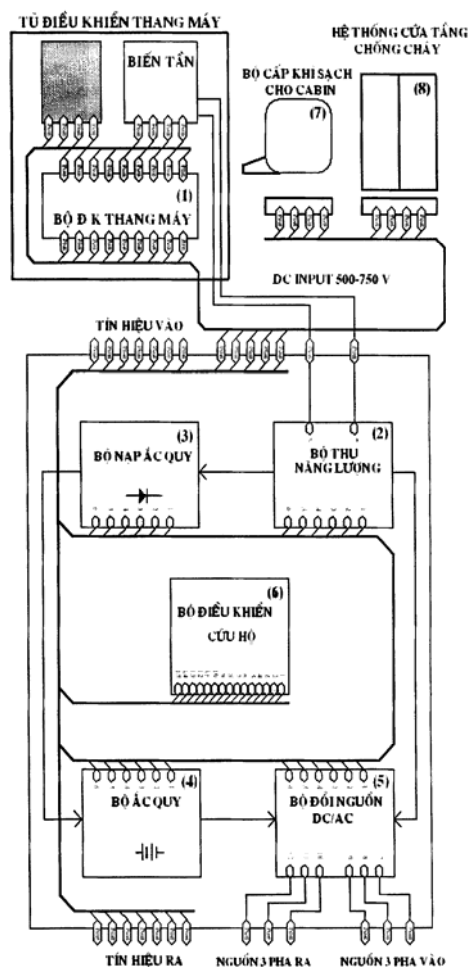 TỦ ĐIỀU KHIỂN THANG MÁY
HỆ THỐNG CỬA TẦNG
CHỐNG CHÁY
BIẾN TẦN
BỘ CẤP KHÍ SẠCH
CHO CABIN
(7)
(8)
(1)
BỘ Đ K THANG MÁY
DC INPUT 500-750 V
TÍN HIỆU VÀO
(3)
BỘ NẠP ẮC QUY
(2)
BỘ THU
NĂNG LƯỢNG
(6)
BỘ ĐIỀU KHIỂN
CỨU HỘ
(4)
BỘ ẮC QUY
(5)
BỘ ĐỔI NGUỒN
DC/AC
TÍN HIỆU RA
NGUỒN 3 PHA RA
NGUỒN 3 PHA VÀO